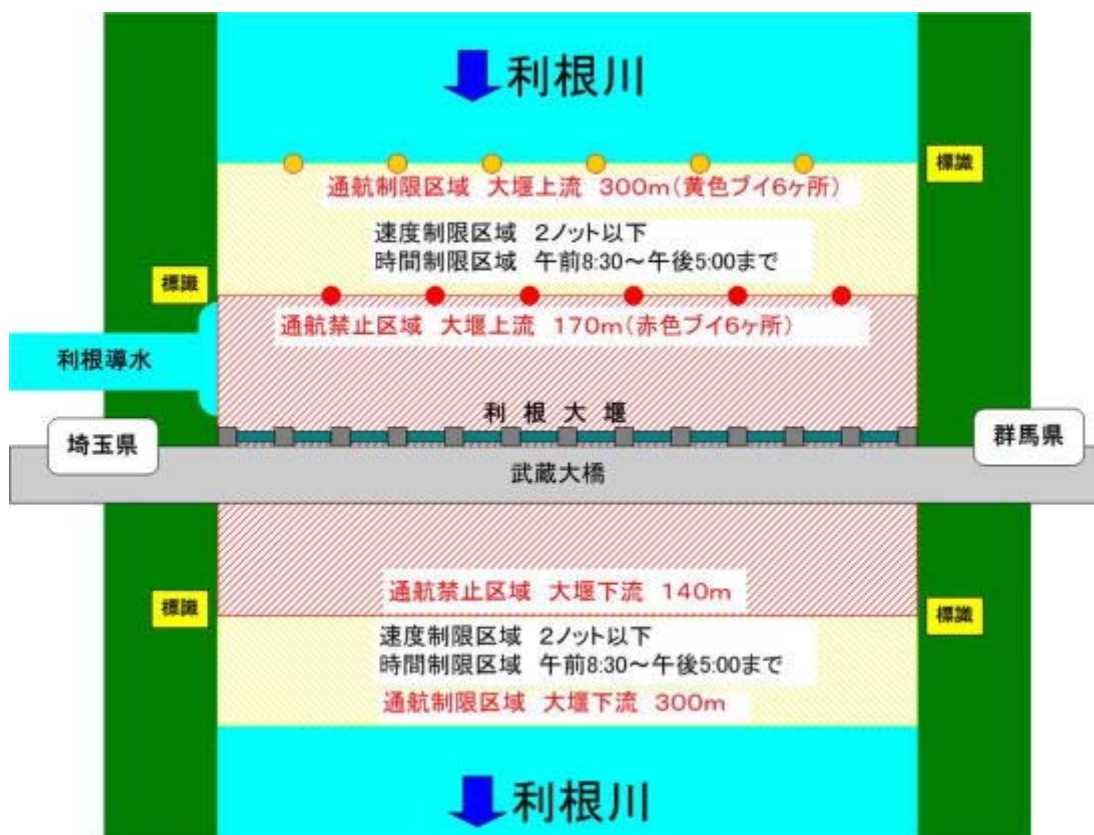 利根川
標識
通航制限区域 大堰上流 300m(黄色ブイ6ヶ所)
速度制限区域 2ノット以下
時間制限区域 午前8:30～午後5:00まで
標識
通航禁止区域 大堰上流 170m(赤色ブイ6ヶ所)
利根導水
利根大堰
埼玉県
群馬県
武蔵大橋
通航禁止区域 大堰下流 140m
標識
標識
速度制限区域 2ノット以下
時間制限区域 午前8:30～午後5:00まで
通航制限区域 大堰下流 300m
利根川